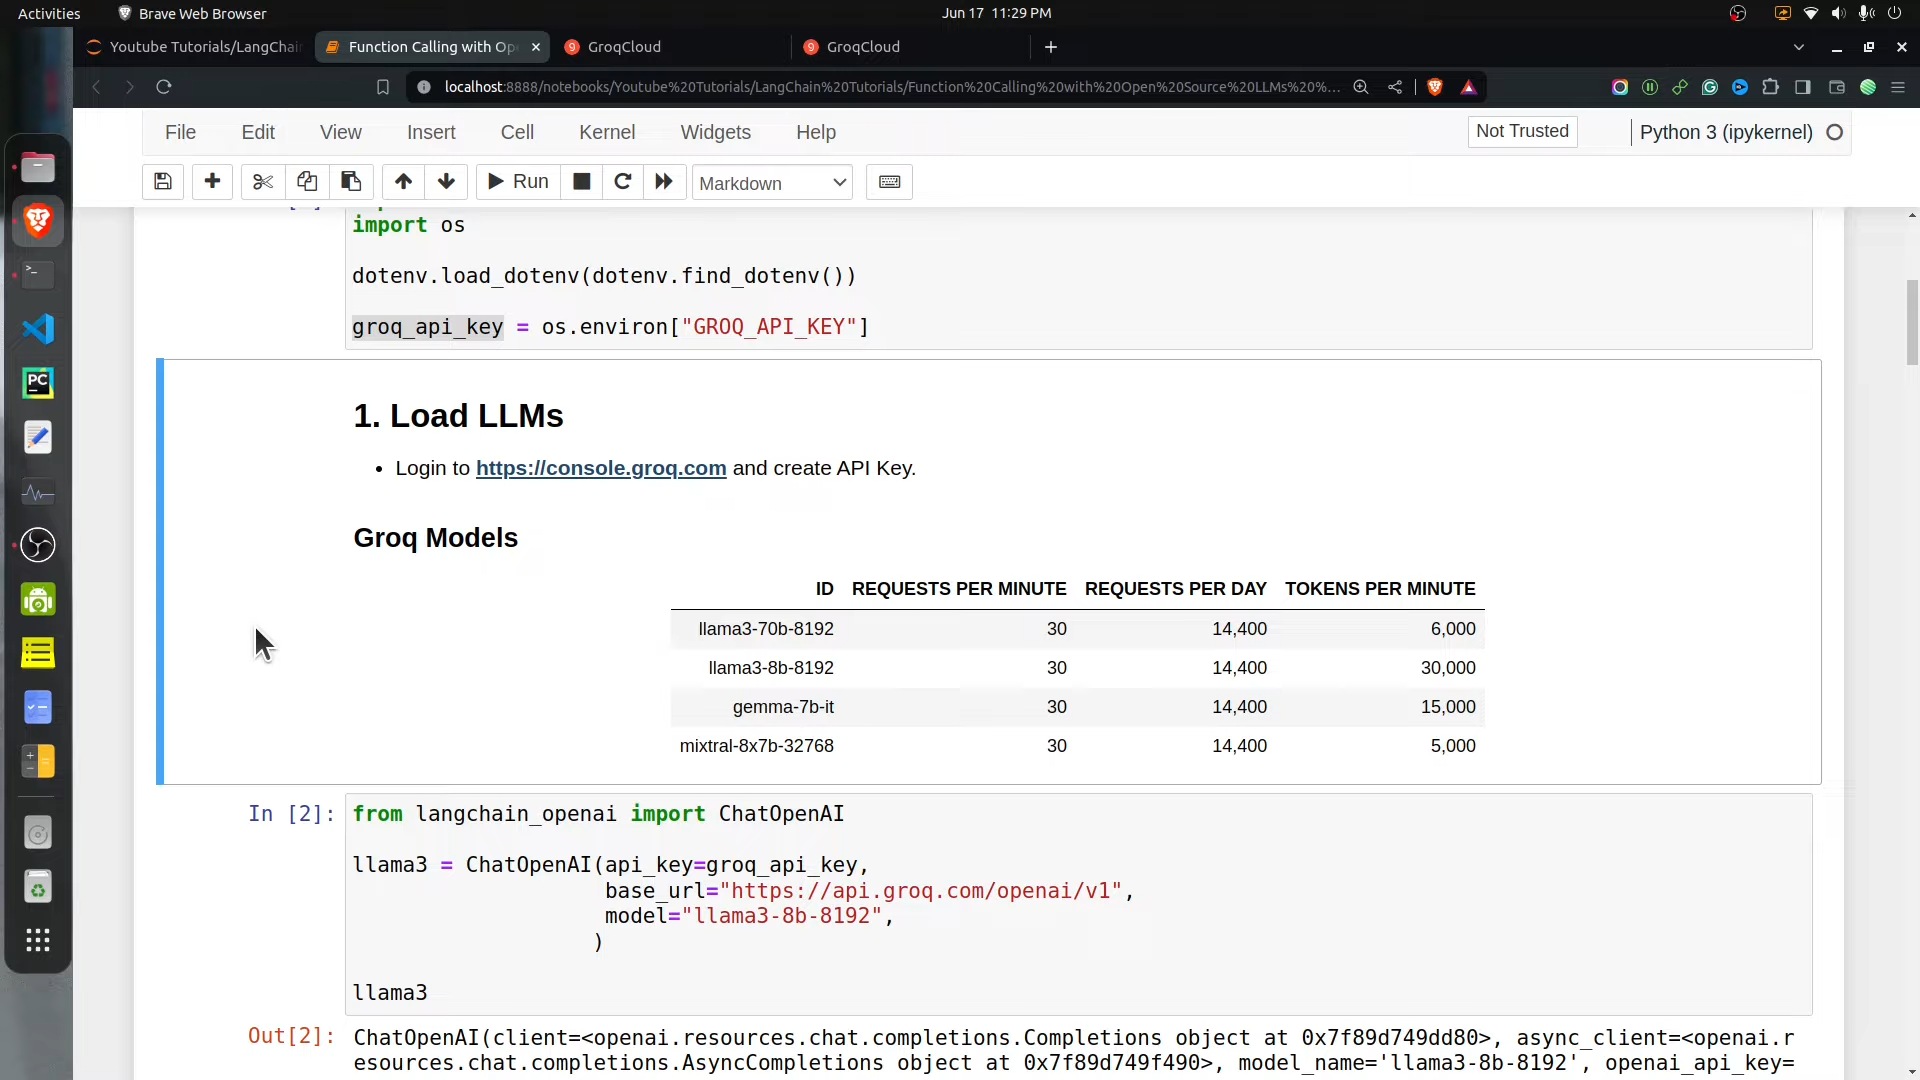 Activities Brave Web Browser Jun 17 11:29 PM
Youtube Tutorials/LangChai Function Calling with Op GroqCloud GroqCloud
localhost:8888/notebooks/Youtube%20Tutorials/LangChain%20Tutorials/Function%20Calling%20with%20Open%20Source%20LLMs%20%...
File Edit View Insert Cell Kernel Widgets Help Not Trusted Python 3 (ipykernel)
Run Markdown
import os
dotenv.load_dotenv(dotenv.find_dotenv())
groq_api_key = os.environ["GROQ_API_KEY"]
1. Load LLMs
• Login to https://console.groq.com and create API Key.
Groq Models
ID REQUESTS PER MINUTE REQUESTS PER DAY TOKENS PER MINUTE
llama3-70b-8192 30 14,400 6,000
llama3-8b-8192 30 14,400 30,000
gemma-7b-it 30 14,400 15,000
mixtral-8x7b-32768 30 14,400 5,000
In [2]: from langchain_openai import ChatOpenAI
llama3 = ChatOpenAI(api_key=groq_api_key,
base_url="https://api.groq.com/openai/v1",
model="llama3-8b-8192",
)
llama3
Out[2]: ChatOpenAI(client=<openai.resources.chat.completions.Completions object at 0x7f89d749dd80>, async_client=<openai.r
esources.chat.completions.AsyncCompletions object at 0x7f89d749f490>, model_name='llama3-8b-8192', openai_api_key=